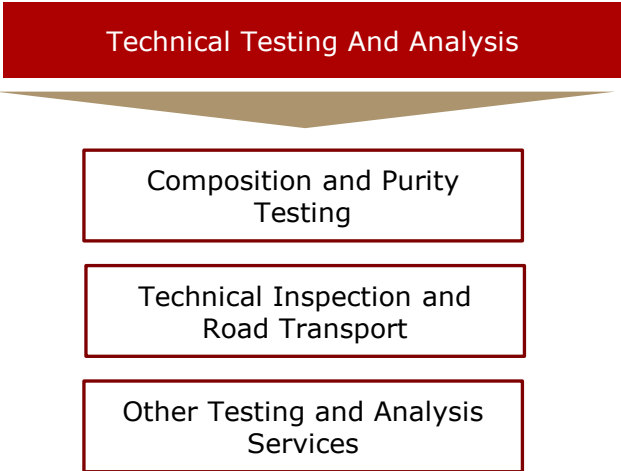 Technical Testing And Analysis
Composition and Purity
Testing
Technical Inspection and
Road Transport
Other Testing and Analysis
Services